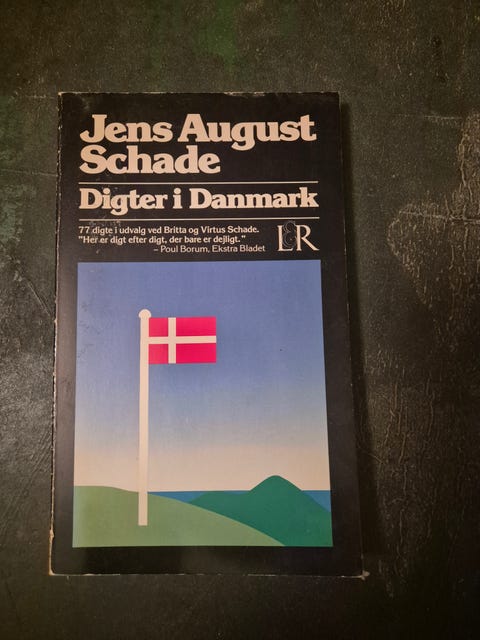 Jens August
Schade
Digter i Danmark
77 digte i udvalg ved Britta og Virtus Schade.
"Her er digt efter digt, der bare er dejligt."
– Poul Borum, Ekstra Bladet
L&R